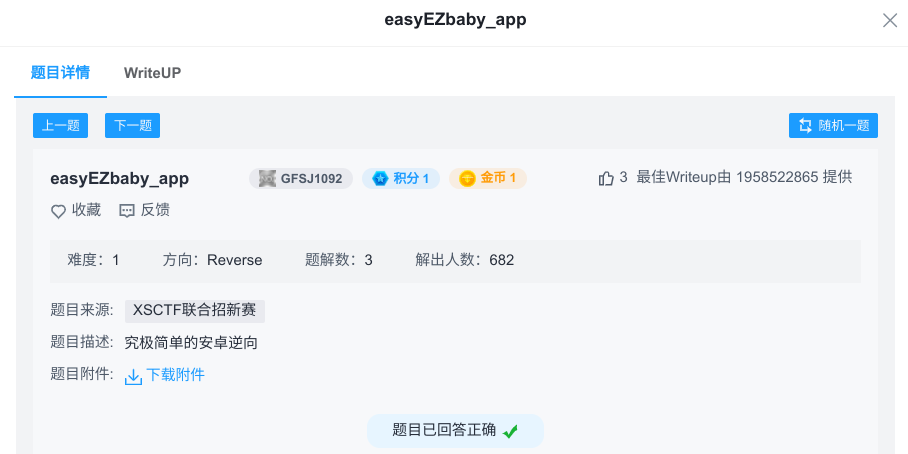 easyEZbaby_app
题目详情 WriteUP
上一题 下一题 随机一题
easyEZbaby_app GFSJ1092 积分 1 金币 1 3 最佳Writeup由 1958522865 提供
收藏 反馈
难度：1 方向：Reverse 题解数：3 解出人数：682
题目来源: XSCTF联合招新赛
题目描述: 究极简单的安卓逆向
题目附件: 下载附件
题目已回答正确